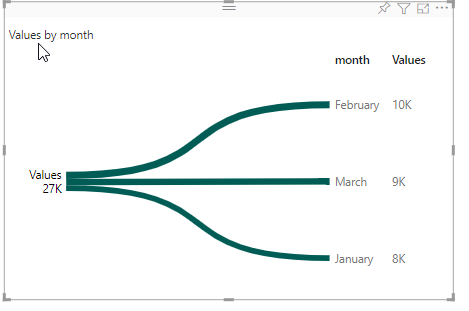 Values by month
month Values
February 10K
Values
27K
March 9K
January 8K